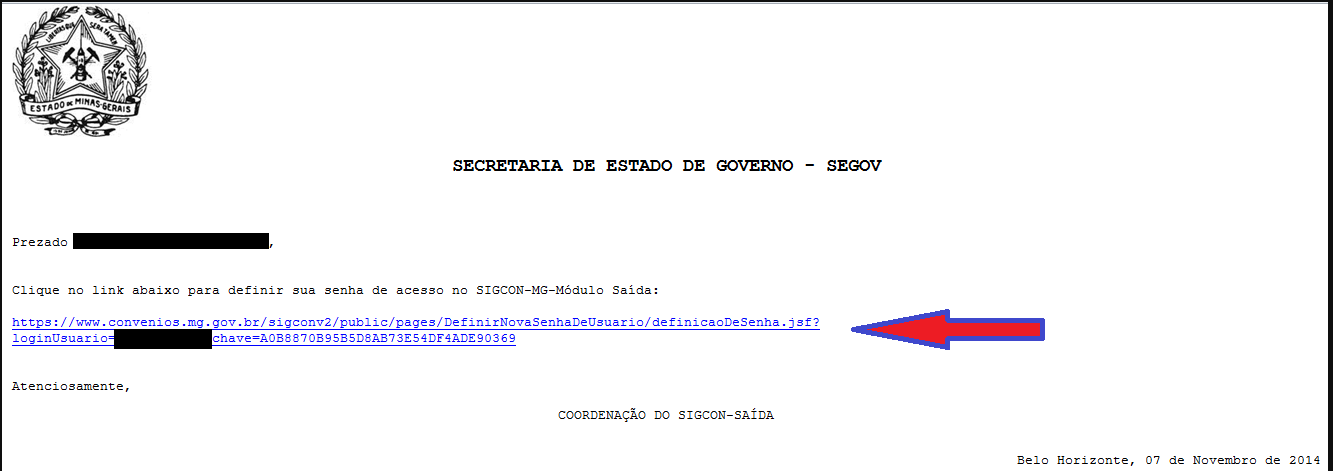 LIBERTAS QUÆ SERA TAMEN
ESTADO DE MINAS-GERAIS
SECRETARIA DE ESTADO DE GOVERNO - SEGOV
Prezado ,
Clique no link abaixo para definir sua senha de acesso no SIGCON-MG-Módulo Saída:
https://www.convenios.mg.gov.br/sigconv2/public/pages/DefinirNovaSenhaDeUsuario/definicaoDeSenha.jsf?
loginUsuario= chave=A0B8870B95B5D8AB73E54DF4ADE90369
Atenciosamente,
COORDENAÇÃO DO SIGCON-SAÍDA
Belo Horizonte, 07 de Novembro de 2014